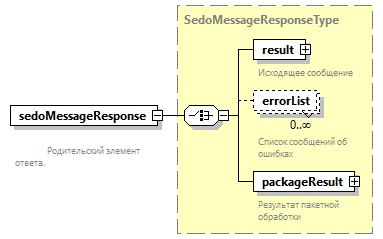 SedoMessageResponseType
result
Исходящее сообщение
errorList
0..∞
Список сообщений об
ошибках
sedoMessageResponse
Родительский элемент
ответа.
packageResult
Результат пакетной
обработки